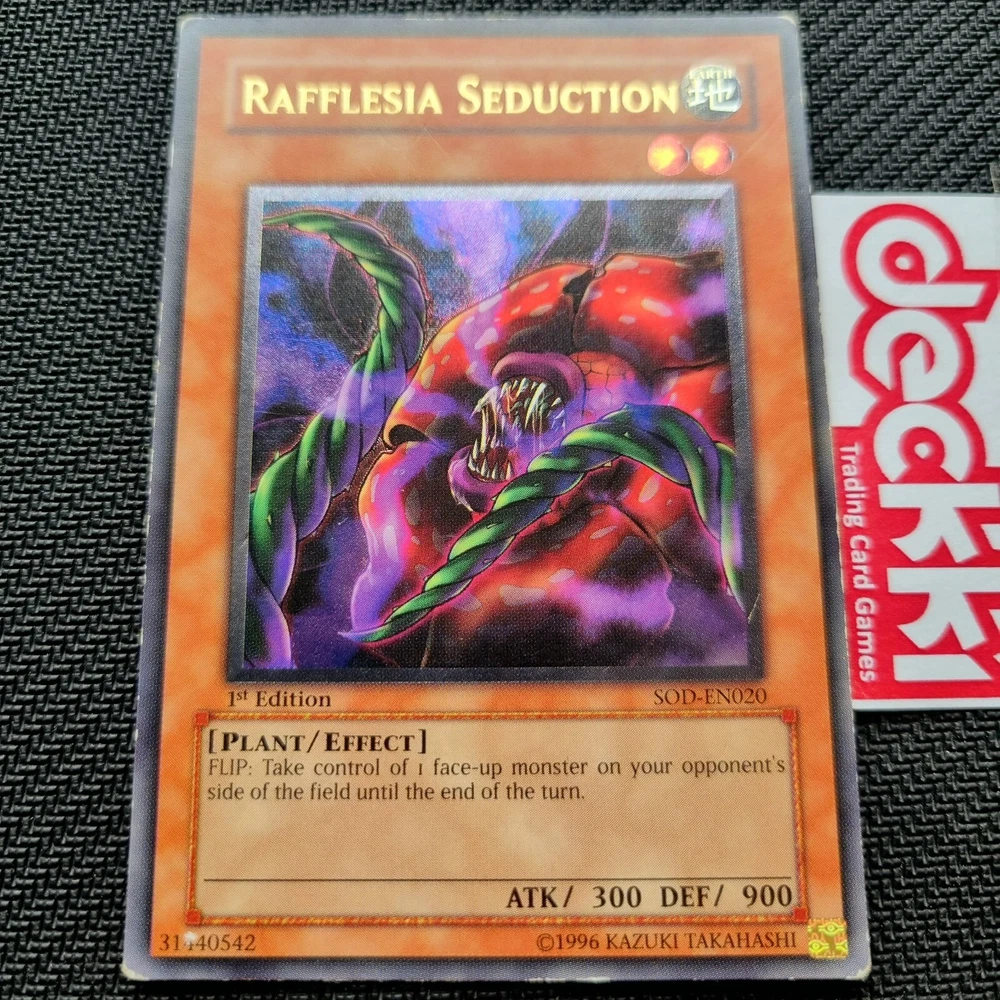 RAFFLESIA SEDUCTION
EARTH
地
1st Edition
SOD-EN020
[PLANT/EFFECT]
FLIP: Take control of 1 face-up monster on your opponent's
side of the field until the end of the turn.
ATK/ 300 DEF/ 900
31440542
©1996 KAZUKI TAKAHASHI
deckki
Trading Card Games